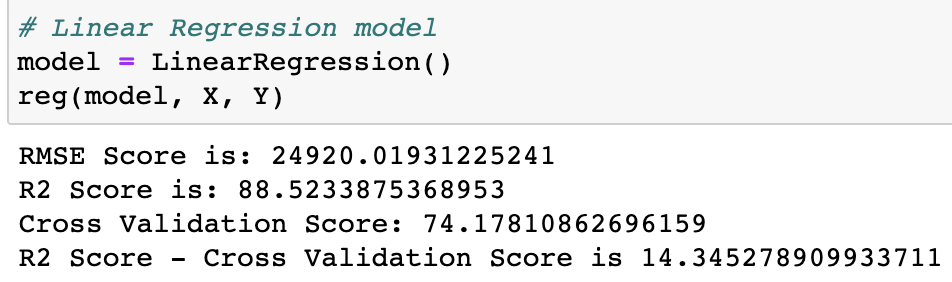 # Linear Regression model
model = LinearRegression()
reg(model, X, Y)
RMSE Score is: 24920.01931225241
R2 Score is: 88.5233875368953
Cross Validation Score: 74.17810862696159
R2 Score - Cross Validation Score is 14.345278909933711